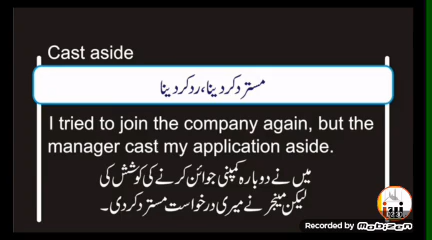 Cast aside
مسترد کر دینا، رد کر دینا
I tried to join the company again, but the
manager cast my application aside.
میں نے دوبارہ کمپنی جوائن کرنے کی کوشش کی
لیکن مینجر نے میری درخواست مسترد کر دی۔
Recorded by Mobizen